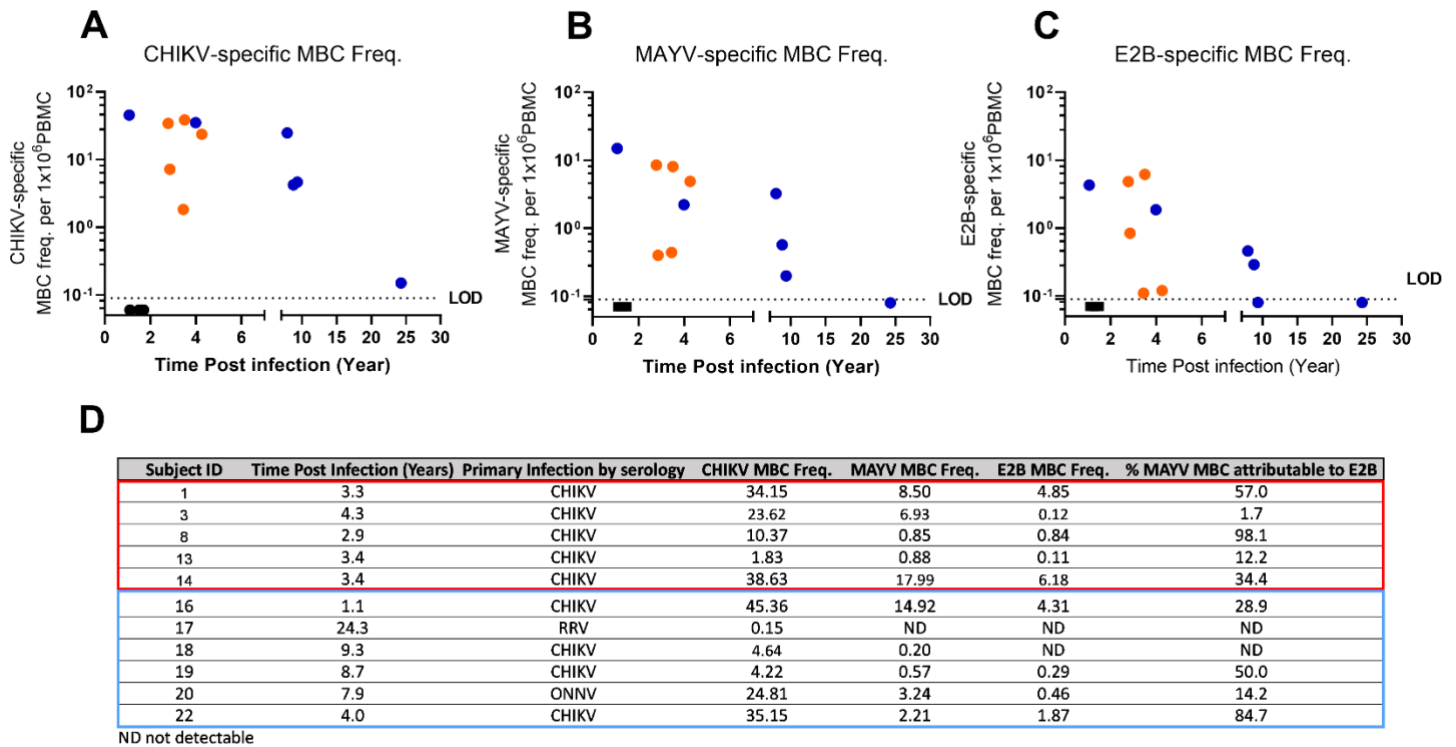 A
CHIKV-specific MBC Freq.
CHIKV-specific
MBC freq. per 1x10⁶PBMC
10²
10¹
10⁰
10⁻¹
LOD
0 2 4 6 10 15 20 25 30
Time Post infection (Year)
B
MAYV-specific MBC Freq.
MAYV-specific
MBC freq. per 1x10⁶PBMC
10²
10¹
10⁰
10⁻¹
LOD
0 2 4 6 10 15 20 25 30
Time Post infection (Year)
C
E2B-specific MBC Freq.
E2B-specific
MBC freq. per 1x10⁶PBMC
10²
10¹
10⁰
10⁻¹
LOD
0 2 4 6 10 15 20 25 30
Time Post infection (Year)
D
Subject ID Time Post Infection (Years) Primary Infection by serology CHIKV MBC Freq. MAYV MBC Freq. E2B MBC Freq. % MAYV MBC attributable to E2B
1 3.3 CHIKV 34.15 8.50 4.85 57.0
3 4.3 CHIKV 23.62 6.93 0.12 1.7
8 2.9 CHIKV 10.37 0.85 0.84 98.1
13 3.4 CHIKV 1.83 0.88 0.11 12.2
14 3.4 CHIKV 38.63 17.99 6.18 34.4
16 1.1 CHIKV 45.36 14.92 4.31 28.9
17 24.3 RRV 0.15 ND ND ND
18 9.3 CHIKV 4.64 0.20 ND ND
19 8.7 CHIKV 4.22 0.57 0.29 50.0
20 7.9 ONNV 24.81 3.24 0.46 14.2
22 4.0 CHIKV 35.15 2.21 1.87 84.7
ND not detectable